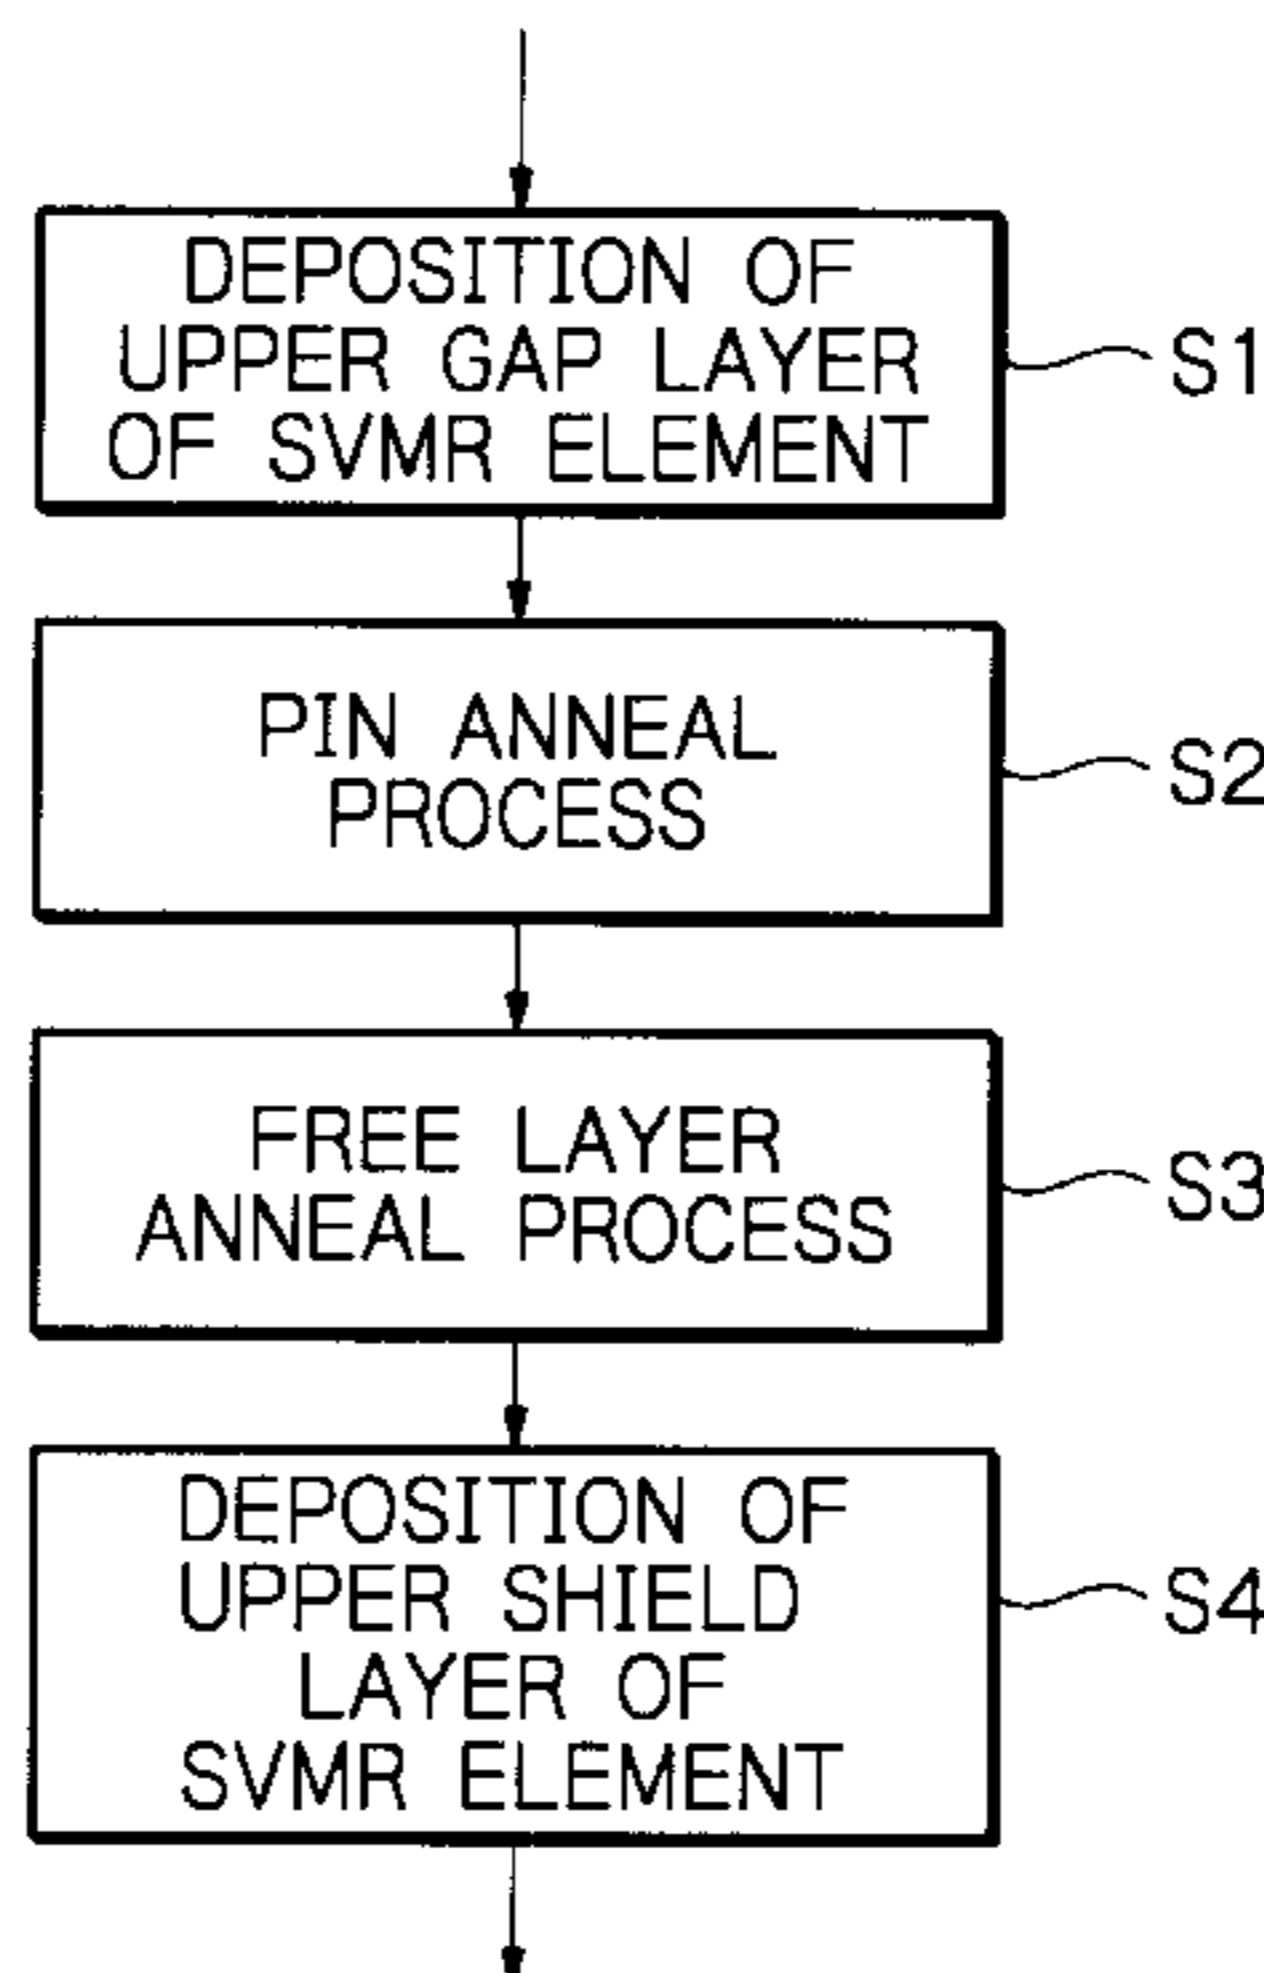 DEPOSITION OF
UPPER GAP LAYER
OF SVMR ELEMENT
S1
PIN ANNEAL
PROCESS
S2
FREE LAYER
ANNEAL PROCESS
S3
DEPOSITION OF
UPPER SHIELD
LAYER OF
SVMR ELEMENT
S4